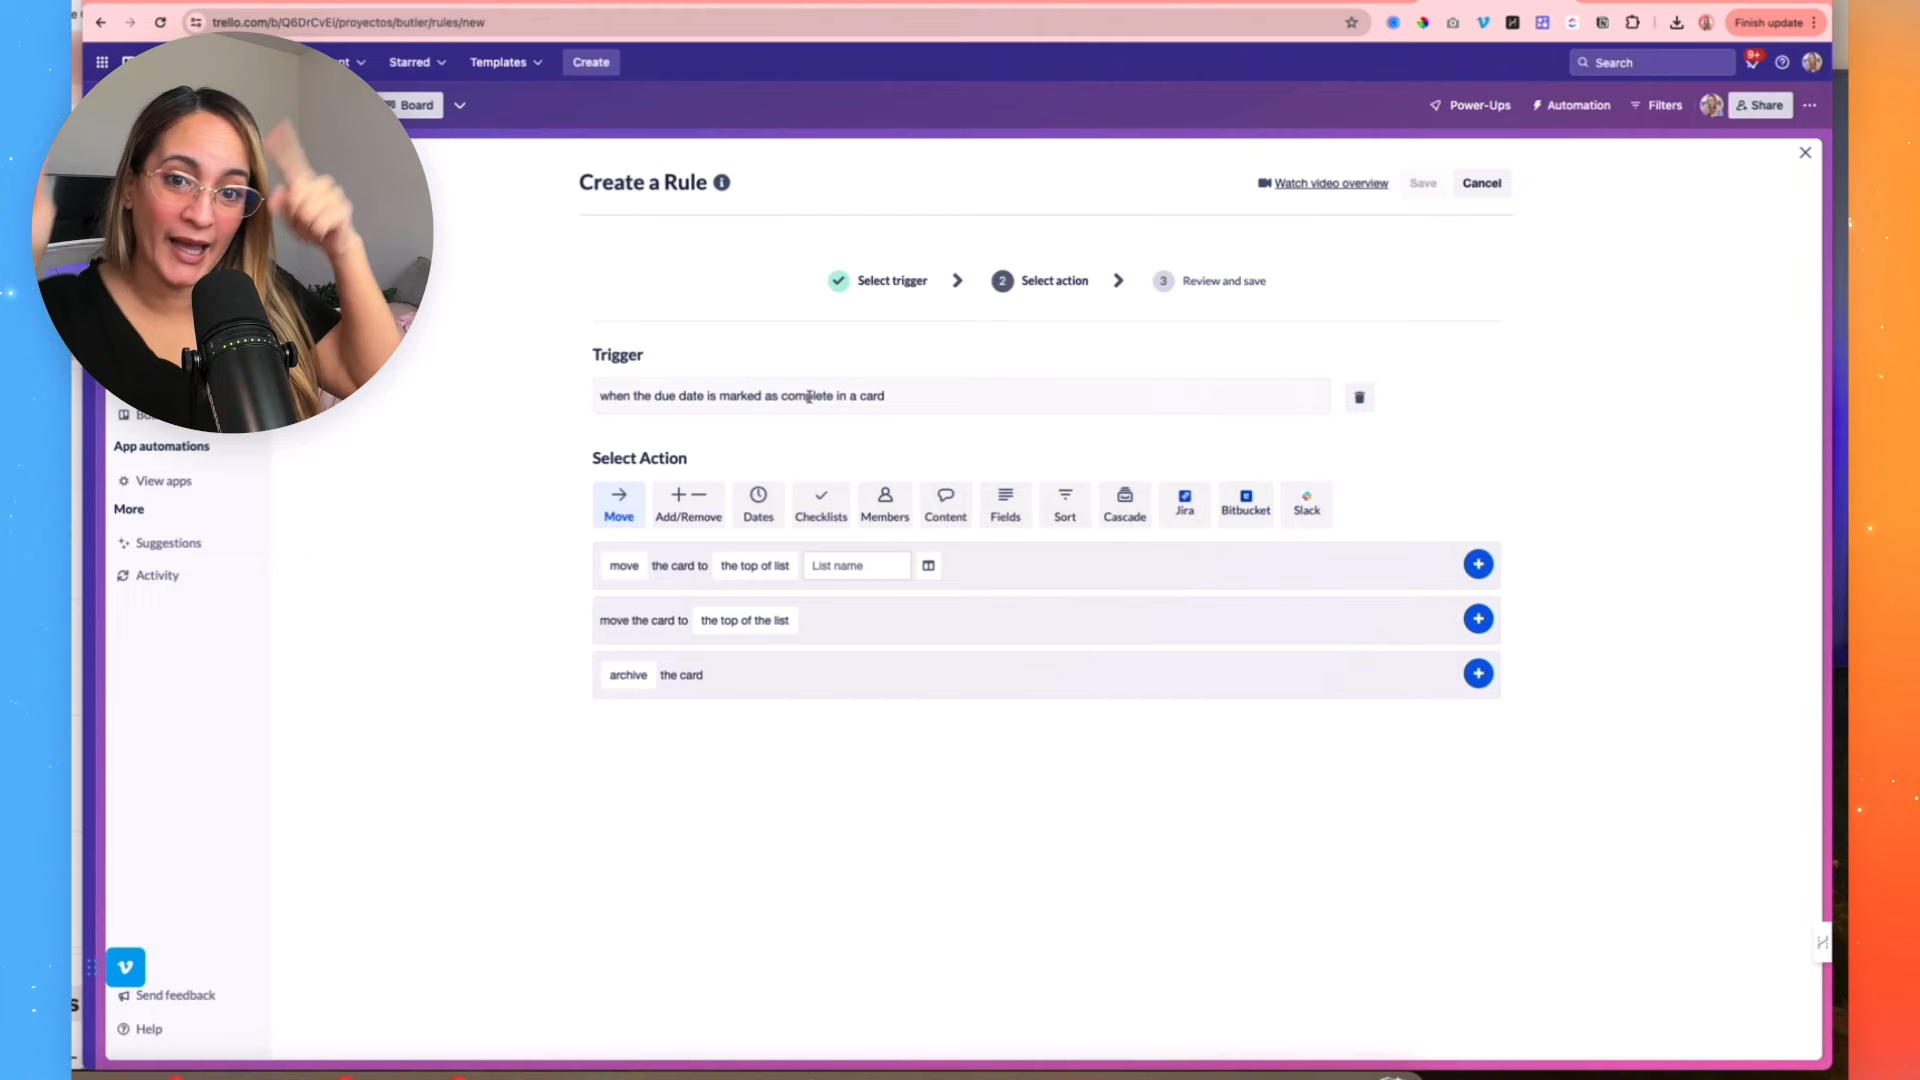 trello.com/b/Q6DrCvEi/proyectos/butler/rules/new
Finish update
Starred
Templates
Create
Search
9+
Board
Power-Ups
Automation
Filters
Share
Create a Rule
Watch video overview
Save
Cancel
Select trigger
2 Select action
3 Review and save
Trigger
when the due date is marked as complete in a card
Select Action
Move
Add/Remove
Dates
Checklists
Members
Content
Fields
Sort
Cascade
Jira
Bitbucket
Slack
move the card to the top of list List name
move the card to the top of the list
archive the card
App automations
View apps
More
Suggestions
Activity
Send feedback
Help